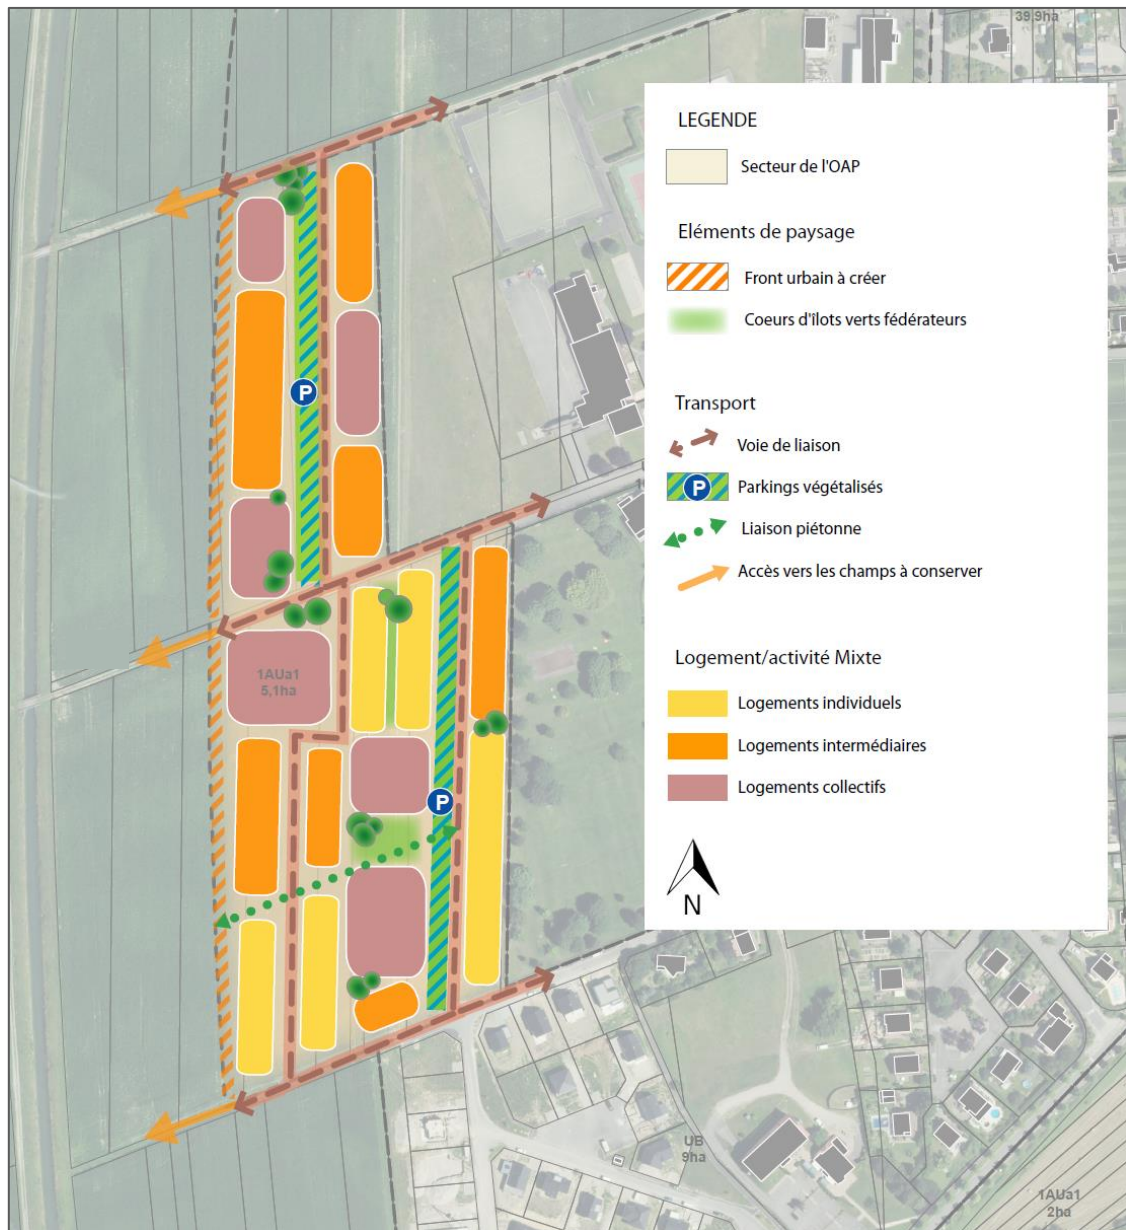 39,9ha
LEGENDE
Secteur de l'OAP
Eléments de paysage
Front urbain à créer
Coeurs d'îlots verts fédérateurs
Transport
Voie de liaison
P
Parkings végétalisés
Liaison piétonne
Accès vers les champs à conserver
Logement/activité Mixte
Logements individuels
Logements intermédiaires
Logements collectifs
N
P
1AUa1
5,1ha
P
UB
9ha
1AUa1
2ha